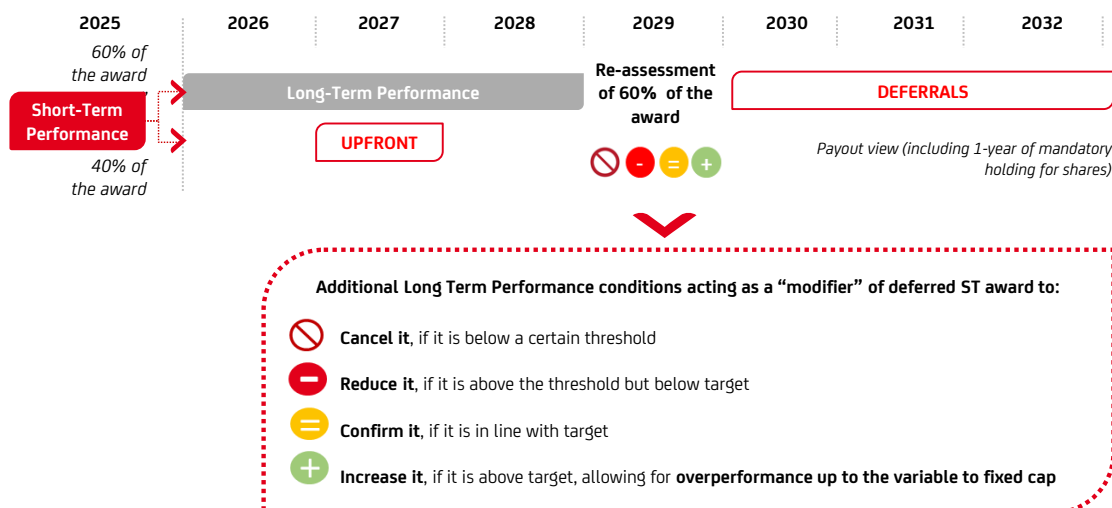 2025 2026 2027 2028 2029 2030 2031 2032
60% of
the award
Short-Term
Performance
40% of
the award
Long-Term Performance
UPFRONT
Re-assessment
of 60% of the
award
- = +
DEFERRALS
Payout view (including 1-year of mandatory
holding for shares)
Additional Long Term Performance conditions acting as a “modifier” of deferred ST award to:
Cancel it, if it is below a certain threshold
Reduce it, if it is above the threshold but below target
Confirm it, if it is in line with target
Increase it, if it is above target, allowing for overperformance up to the variable to fixed cap